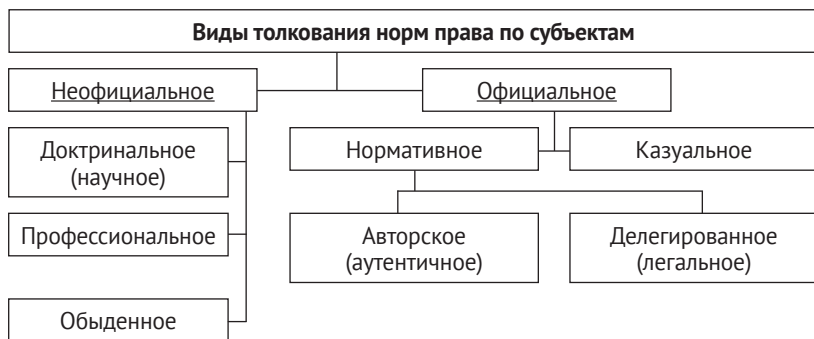 Виды толкования норм права по субъектам
Неофициальное
Официальное
Доктринальное
(научное)
Нормативное
Казуальное
Профессиональное
Авторское
(аутентичное)
Делегированное
(легальное)
Обыденное